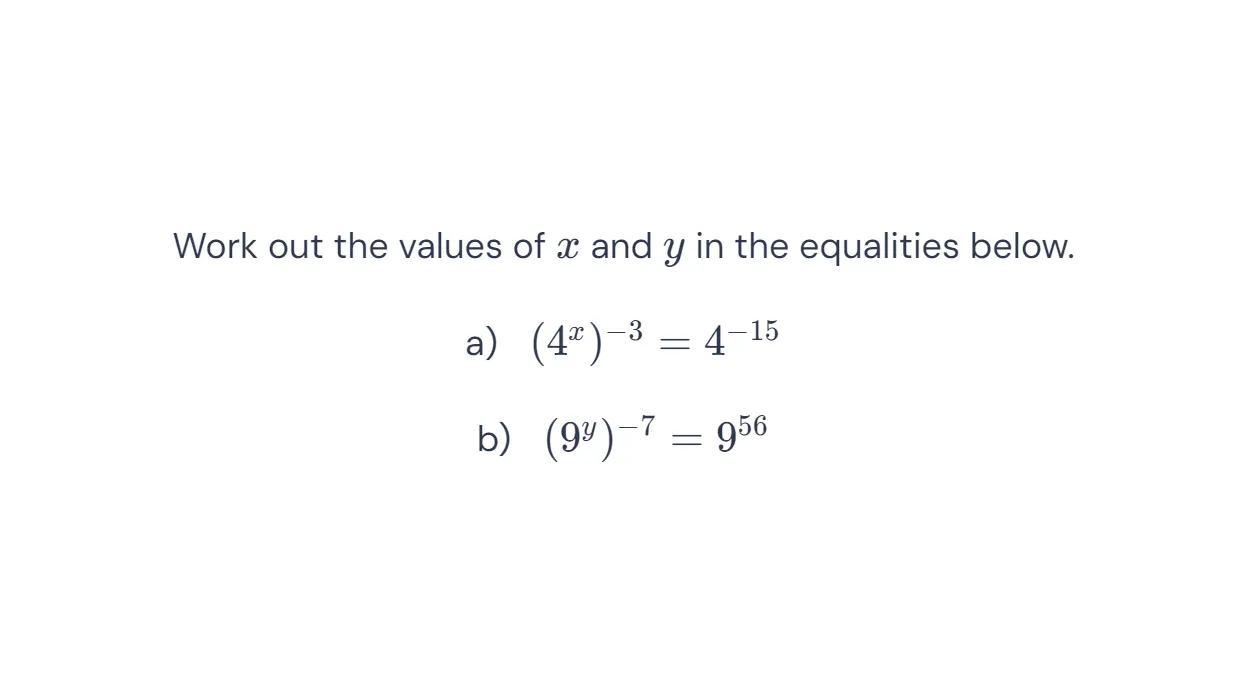 Work out the values of x and y in the equalities below.
a) (4^x)^{-3} = 4^{-15}
b) (9^y)^{-7} = 9^{56}